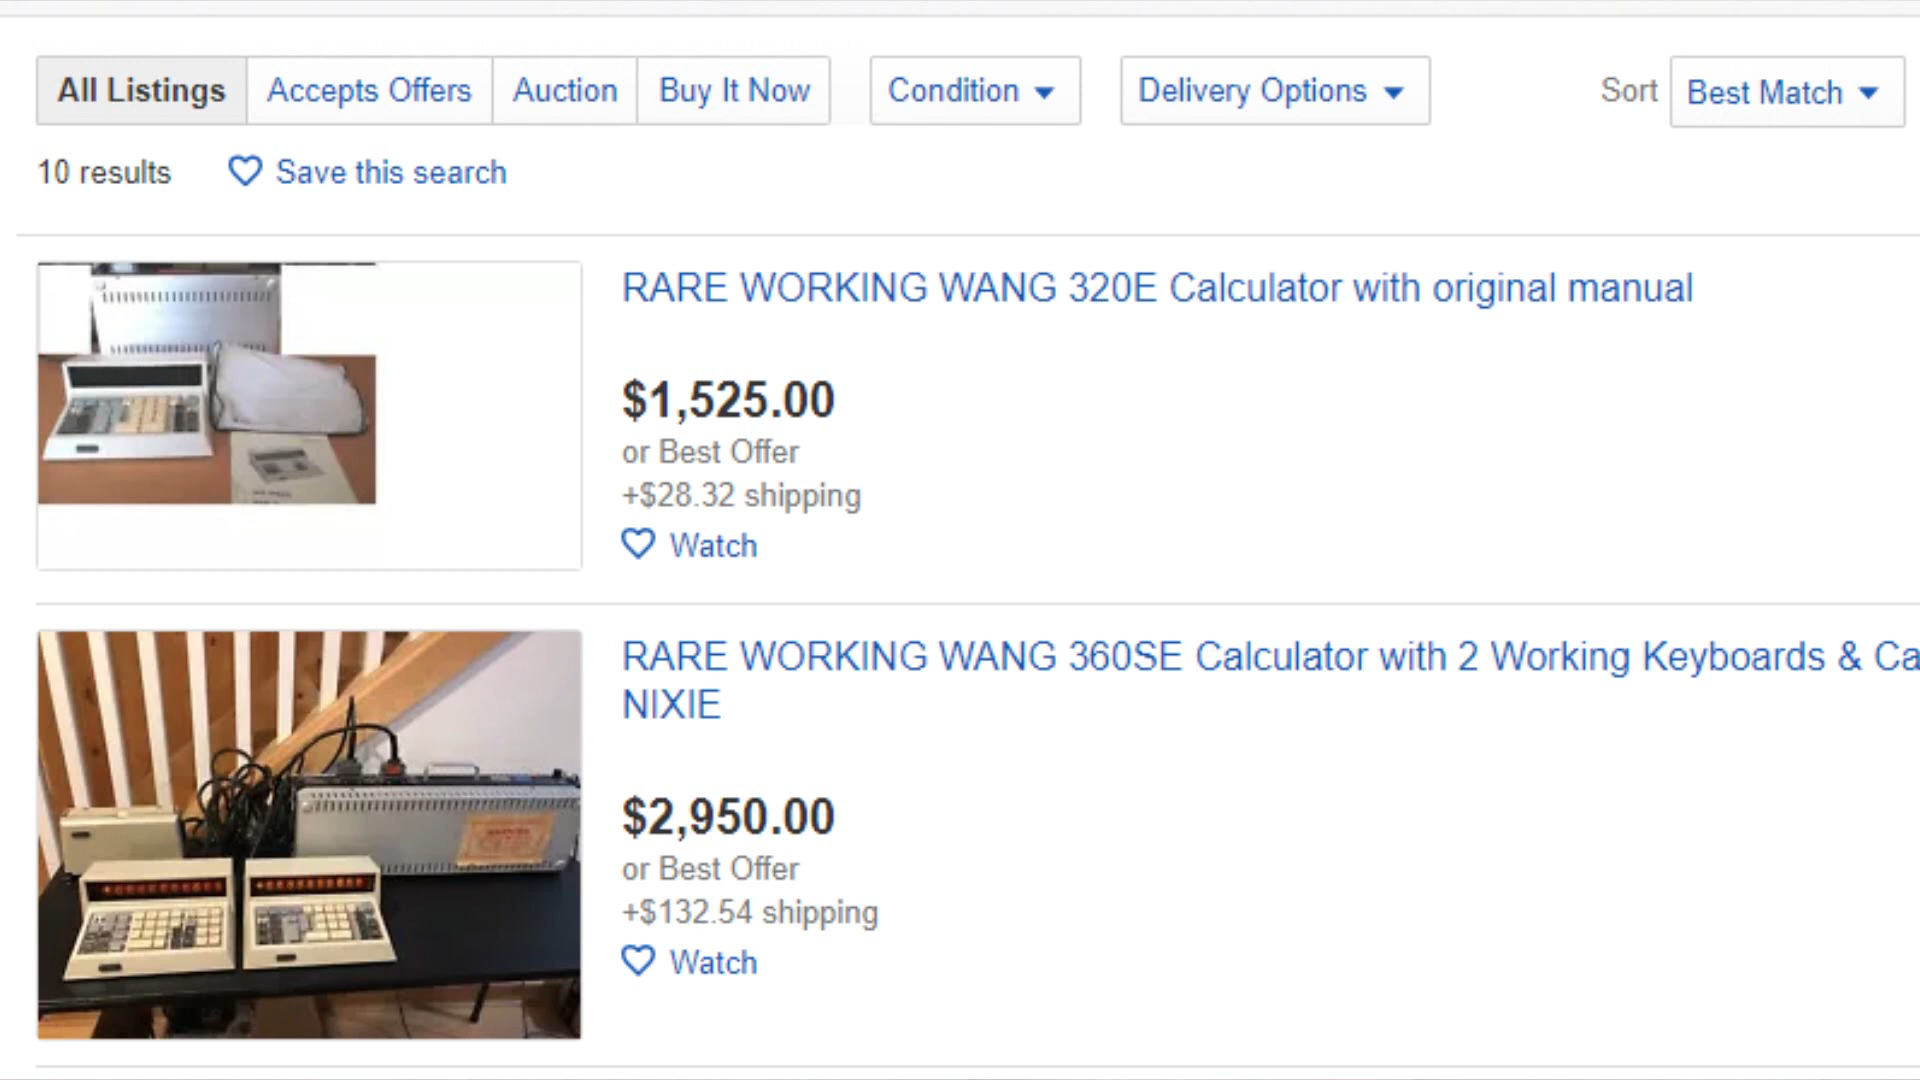 All Listings Accepts Offers Auction Buy It Now Condition Delivery Options Sort Best Match
10 results Save this search
RARE WORKING WANG 320E Calculator with original manual
$1,525.00
or Best Offer
+$28.32 shipping
Watch
RARE WORKING WANG 360SE Calculator with 2 Working Keyboards & Ca
NIXIE
$2,950.00
or Best Offer
+$132.54 shipping
Watch